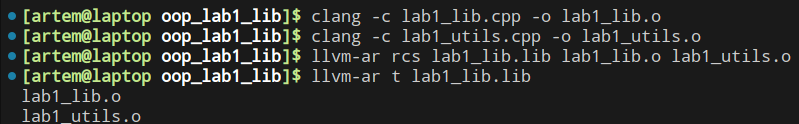 [artem@laptop oop_lab1_lib]$ clang -c lab1_lib.cpp -o lab1_lib.o
[artem@laptop oop_lab1_lib]$ clang -c lab1_utils.cpp -o lab1_utils.o
[artem@laptop oop_lab1_lib]$ llvm-ar rcs lab1_lib.lib lab1_lib.o lab1_utils.o
[artem@laptop oop_lab1_lib]$ llvm-ar t lab1_lib.lib
lab1_lib.o
lab1_utils.o